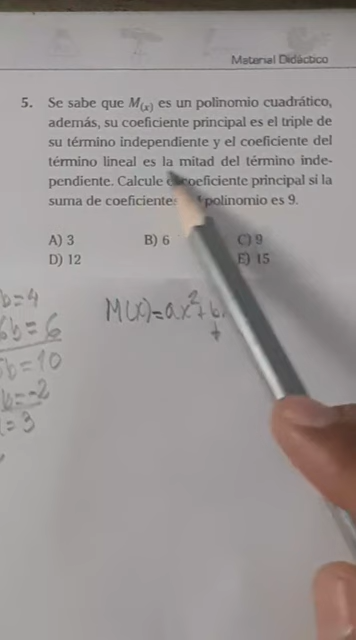 Material Didáctico
5. Se sabe que M(x) es un polinomio cuadrático,
además, su coeficiente principal es el triple de
su término independiente y el coeficiente del
término lineal es la mitad del término inde-
pendiente. Calcule coeficiente principal si la
suma de coeficientes polinomio es 9.
A) 3 B) 6 C) 9
D) 12 E) 15
b=4
6b=6
b=10
b=-2
=3
M(x)=ax²+b